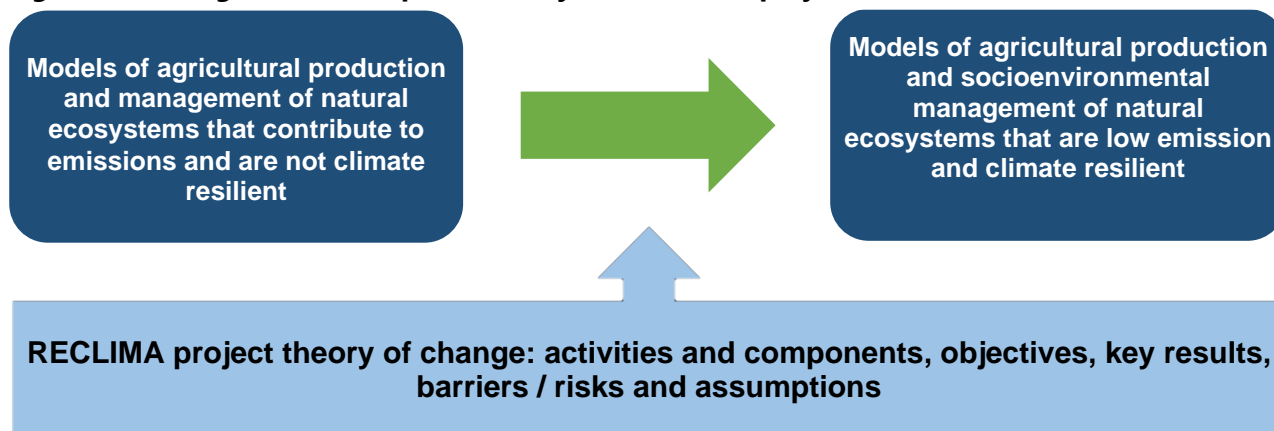 Models of agricultural production
and management of natural
ecosystems that contribute to
emissions and are not climate
resilient
Models of agricultural production
and socioenvironmental
management of natural
ecosystems that are low emission
and climate resilient
RECLIMA project theory of change: activities and components, objectives, key results,
barriers / risks and assumptions